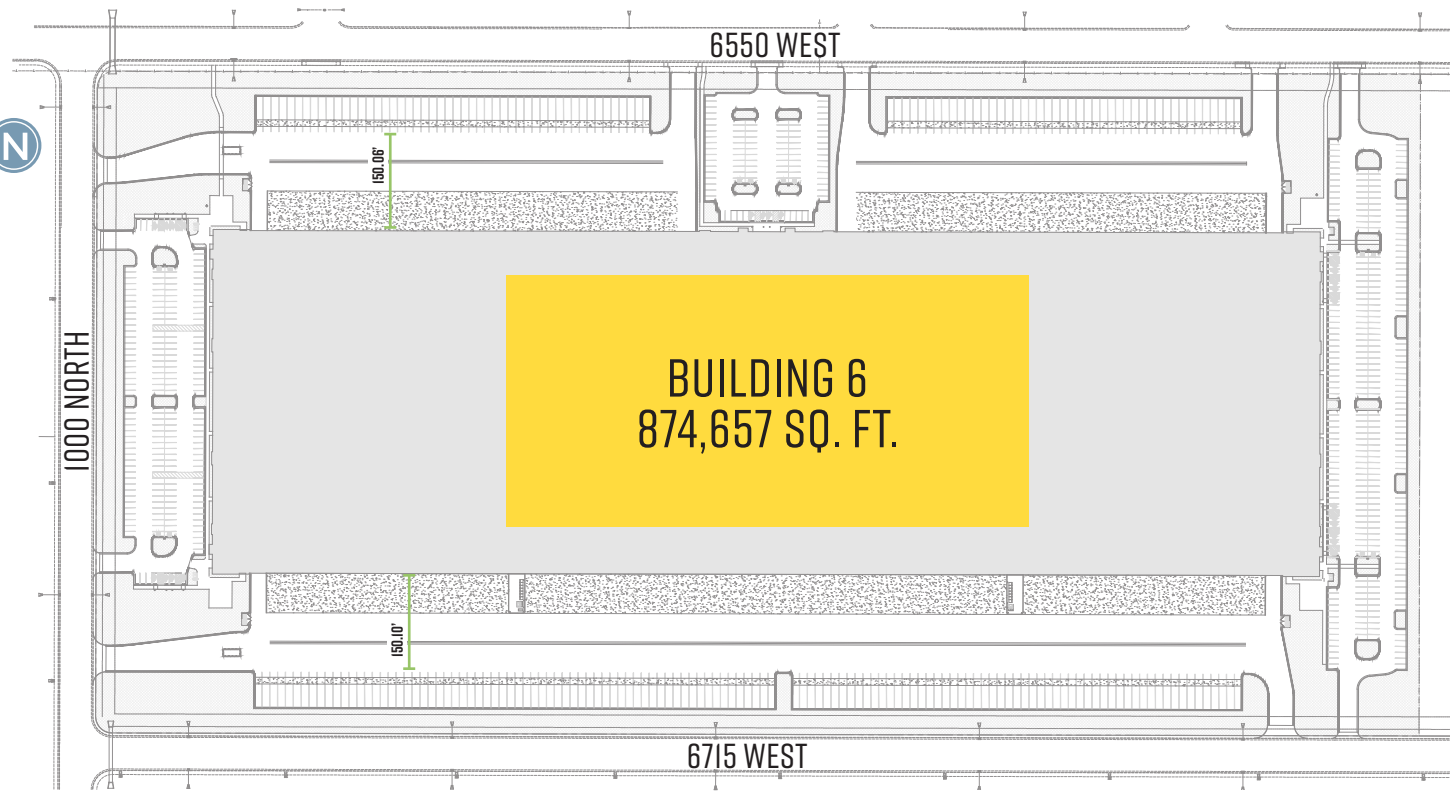 6550 WEST
N
150.06'
1000 NORTH
BUILDING 6
874,657 SQ. FT.
150.10'
6715 WEST